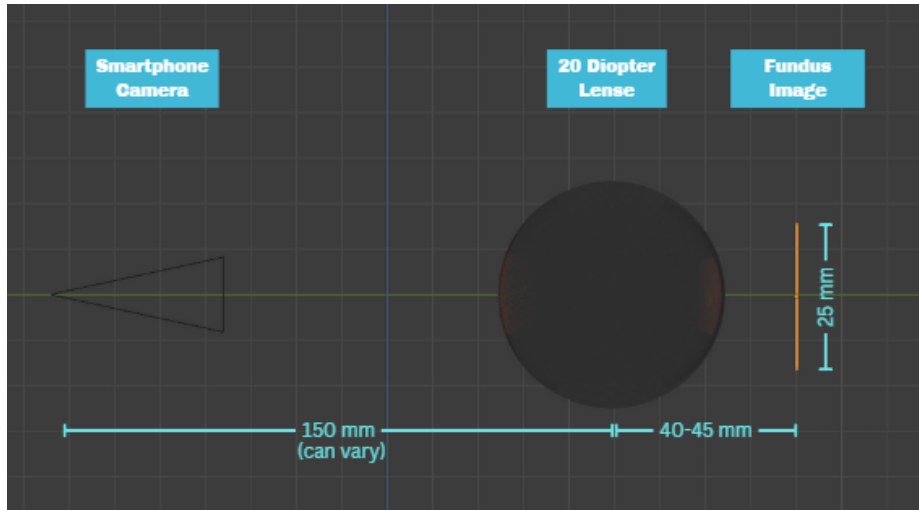 Smartphone
Camera
20 Diopter
Lense
Fundus
Image
25 mm
150 mm
(can vary)
40-45 mm